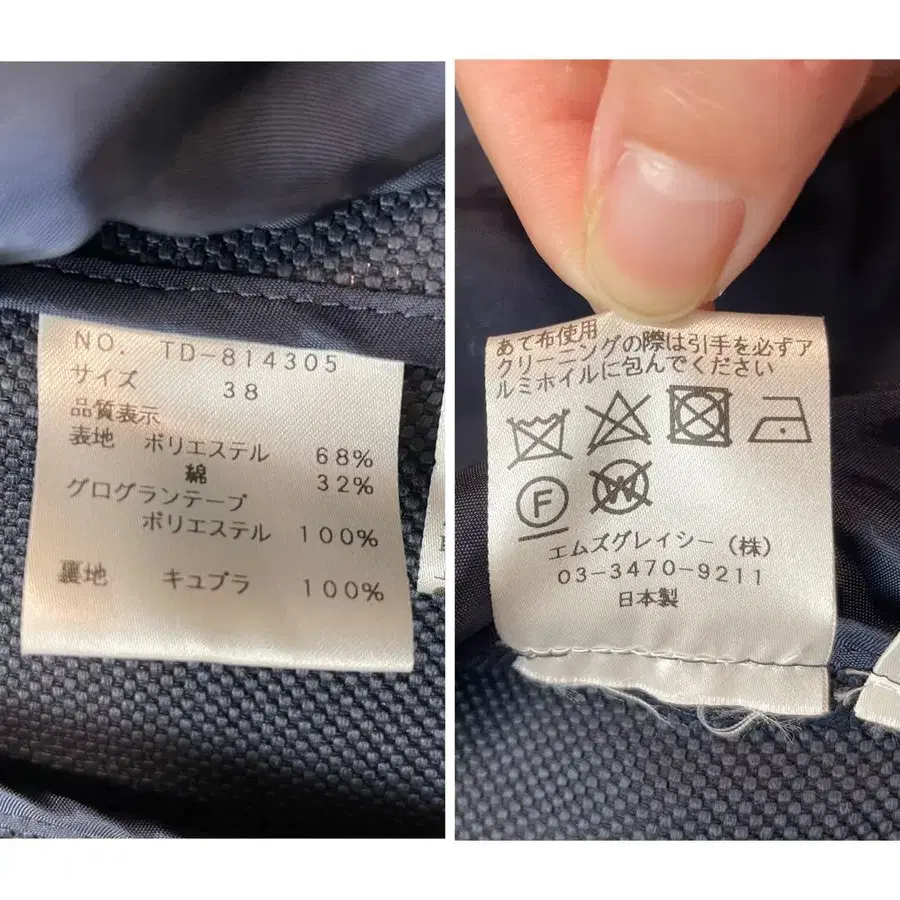 NO. TD-814305
サイズ 38
品質表示
表地 ポリエステル 68%
綿 32%
グログランテープ
ポリエステル 100%
裏地 キュプラ 100%
あて布使用
クリーニングの際は引手を必ずア
ルミホイルに包んでください
F W
エムズグレイシー(株)
03-3470-9211
日本製